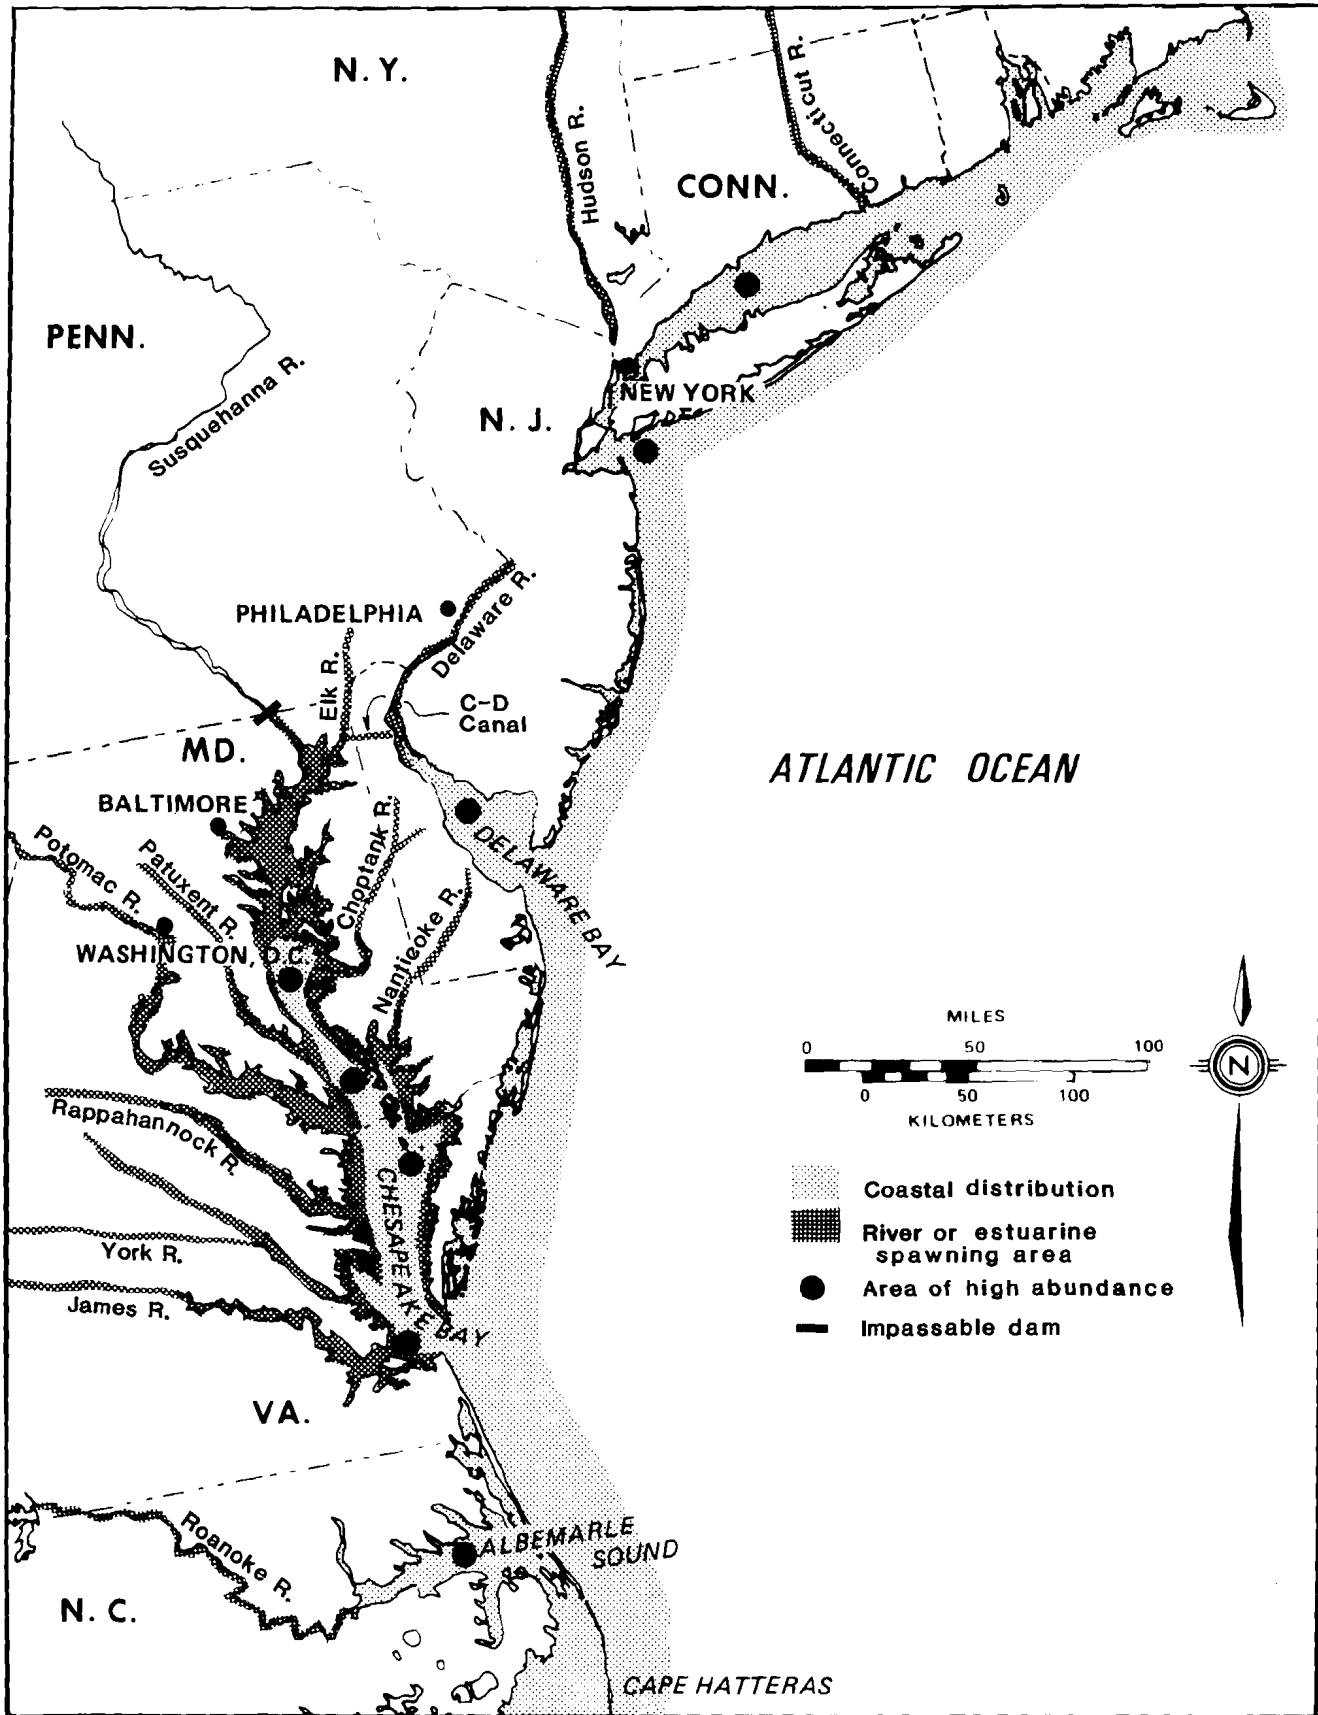 N. Y.
Hudson R.
Connecticut R.
CONN.
PENN.
Susquehanna R.
NEW YORK
N. J.
PHILADELPHIA
Delaware R.
Elk R.
C-D
Canal
MD.
ATLANTIC OCEAN
BALTIMORE
Choptank R.
DELAWARE BAY
Potomac R.
Patuxent R.
Nanticoke R.
WASHINGTON, D.C.
MILES
0 50 100
0 50 100
KILOMETERS
N
Rappahannock R.
CHESAPEAKE BAY
Coastal distribution
River or estuarine
spawning area
York R.
Area of high abundance
James R.
Impassable dam
VA.
Roanoke R.
ALBEMARLE
SOUND
N. C.
CAPE HATTERAS